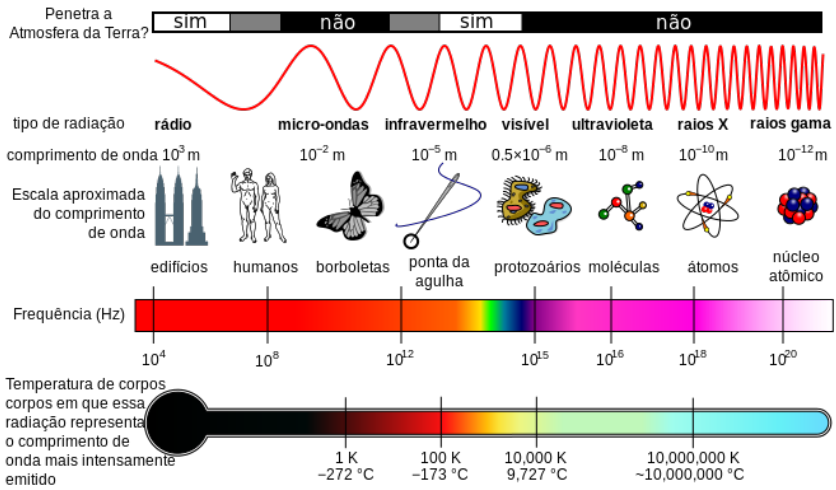 Penetra a
Atmosfera da Terra?
sim não sim não
tipo de radiação rádio micro-ondas infravermelho visível ultravioleta raios X raios gama
comprimento de onda 10³ m 10⁻² m 10⁻⁵ m 0.5×10⁻⁶ m 10⁻⁸ m 10⁻¹⁰ m 10⁻¹² m
Escala aproximada
do comprimento
de onda
edifícios humanos borboletas ponta da agulha protozoários moléculas átomos núcleo atômico
Frequência (Hz)
10⁴ 10⁸ 10¹² 10¹⁵ 10¹⁶ 10¹⁸ 10²⁰
Temperatura de corpos
corpos em que essa
radiação representa
o comprimento de
onda mais intensamente
emitido
1 K 100 K 10,000 K 10,000,000 K
−272 °C −173 °C 9,727 °C ~10,000,000 °C